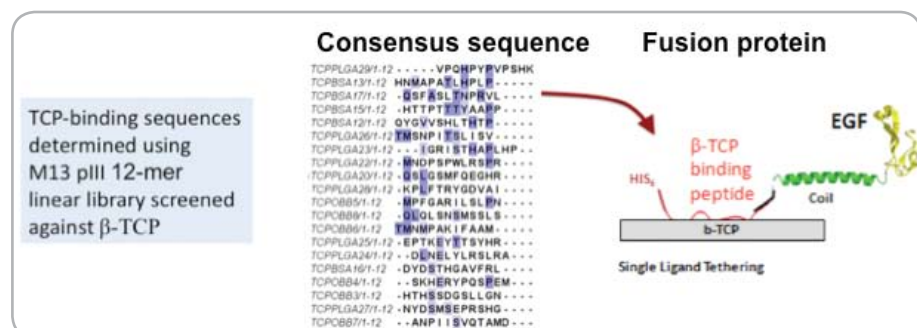 Consensus sequence
Fusion protein
TCP-binding sequences
determined using
M13 pIII 12-mer
linear library screened
against β-TCP
TCPPLGA29/1-12 -----VPQHPYPVPSHK
TCPBSA13/1-12 HNMAPATLHPLP-----
TCPBSA17/1-12 -QSFASLTNPRVL----
TCPBSA15/1-12 -HTTPTTTYAAPP----
TCPBSA12/1-12 QYGVVSHLTHTP-----
TCPPLGA26/1-12 TMSNPITSLISV-----
TCPPLGA23/1-12 ---IGRISTHAPLHP--
TCPPLGA22/1-12 -MNDPSPWLRSPR----
TCPPLGA20/1-12 -QSLGSMFQEGHR----
TCPPLGA28/1-12 -KPLFTRYGDVAI----
TCPOBB5/1-12 -MPFGARILSLPN----
TCPOBB9/1-12 -QLQLSNSMSSLS----
TCPOBB6/1-12 TMNMPAKIFAAM-----
TCPPLGA25/1-12 -EPTKEYTTSYHR----
TCPPLGA24/1-12 --DLNELYLRSLRA---
TCPBSA16/1-12 -DYDSTHGAVFRL----
TCPOBB4/1-12 --SKHERYPQSPEM---
TCPOBB3/1-12 -HTHSSDGSLLGN----
TCPPLGA27/1-12 -NYDSMSEPRSHG----
TCPOBB7/1-12 --ANPIISVQTAMD---
EGF
β-TCP
binding
peptide
HIS6
Coil
b-TCP
Single Ligand Tethering